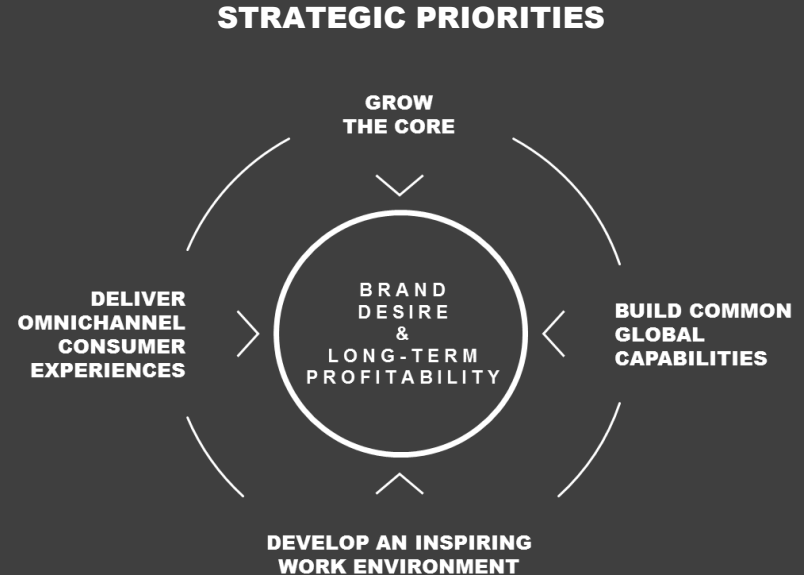 STRATEGIC PRIORITIES
GROW
THE CORE
DELIVER
OMNICHANNEL
CONSUMER
EXPERIENCES
BRAND
DESIRE
&
LONG-TERM
PROFITABILITY
BUILD COMMON
GLOBAL
CAPABILITIES
DEVELOP AN INSPIRING
WORK ENVIRONMENT